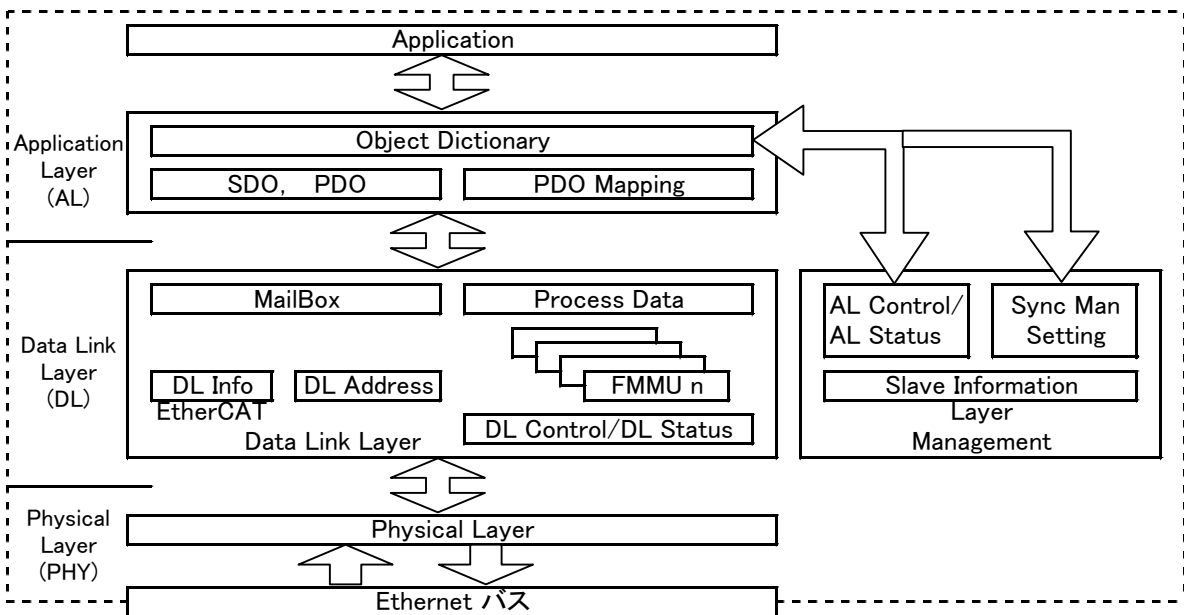 Application
Application
Layer
(AL)
Object Dictionary
SDO, PDO
PDO Mapping
Data Link
Layer
(DL)
MailBox
Process Data
FMMU n
DL Info
DL Address
EtherCAT
Data Link Layer
DL Control/DL Status
AL Control/
AL Status
Sync Man
Setting
Slave Information
Layer
Management
Physical
Layer
(PHY)
Physical Layer
Ethernet バス